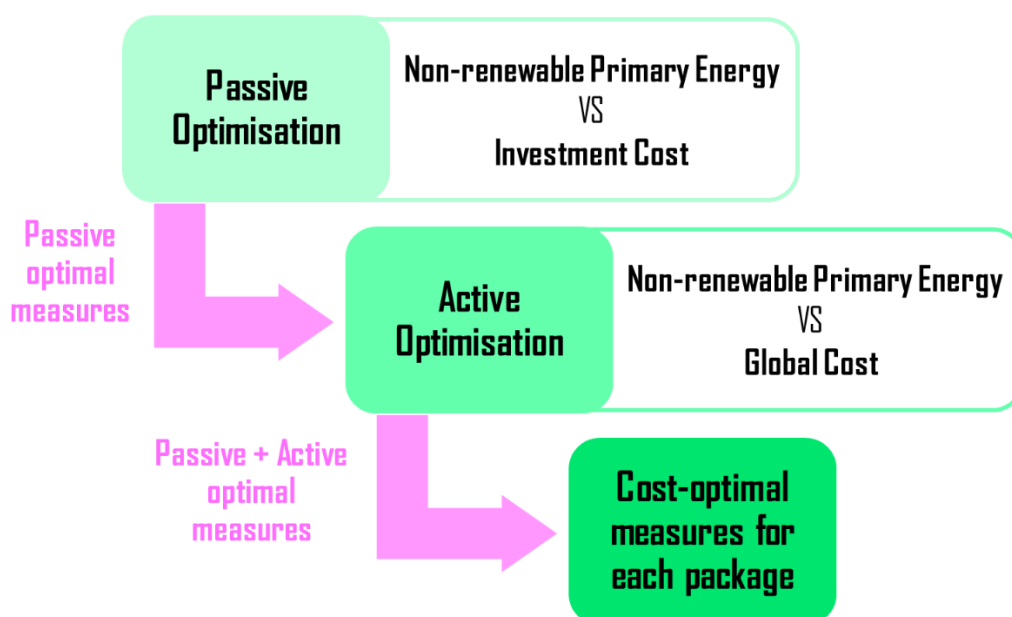 Passive
Optimisation
Non-renewable Primary Energy
VS
Investment Cost
Passive
optimal
measures
Active
Optimisation
Non-renewable Primary Energy
VS
Global Cost
Passive + Active
optimal
measures
Cost-optimal
measures for
each package